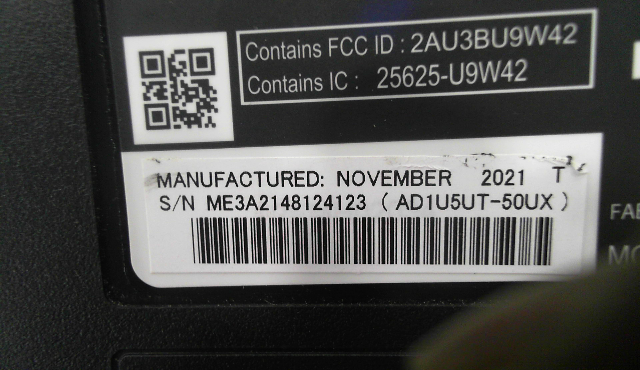 Contains FCC ID : 2AU3BU9W42
Contains IC : 25625-U9W42
MANUFACTURED: NOVEMBER 2021 T
S/N ME3A2148124123 ( AD1U5UT-50UX )